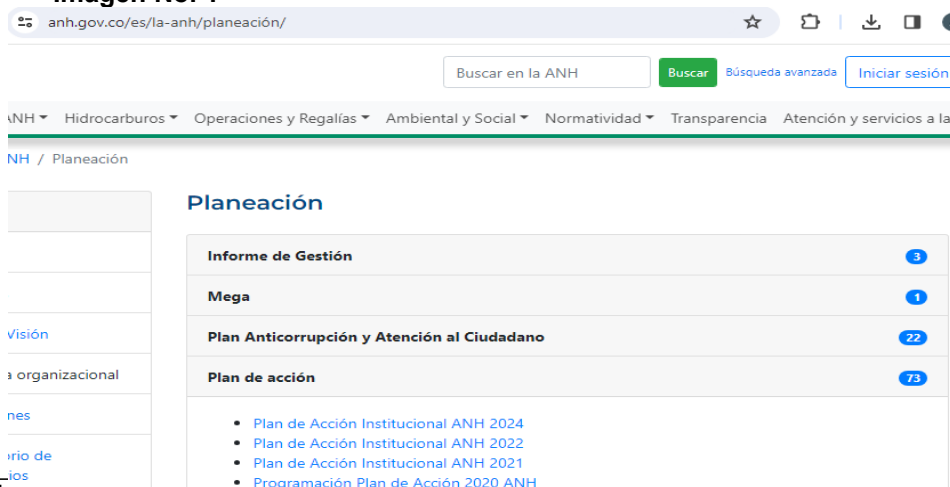 anh.gov.co/es/la-anh/planeación/
Buscar en la ANH Buscar Búsqueda avanzada Iniciar sesión
ANH Hidrocarburos Operaciones y Regalías Ambiental y Social Normatividad Transparencia Atención y servicios a la
NH / Planeación
Planeación
Informe de Gestión 3
Mega 1
Visión
Plan Anticorrupción y Atención al Ciudadano 22
organizacional
Plan de acción 73
nes
Plan de Acción Institucional ANH 2024
Plan de Acción Institucional ANH 2022
rio de
Plan de Acción Institucional ANH 2021
ios
Programación Plan de Acción 2020 ANH